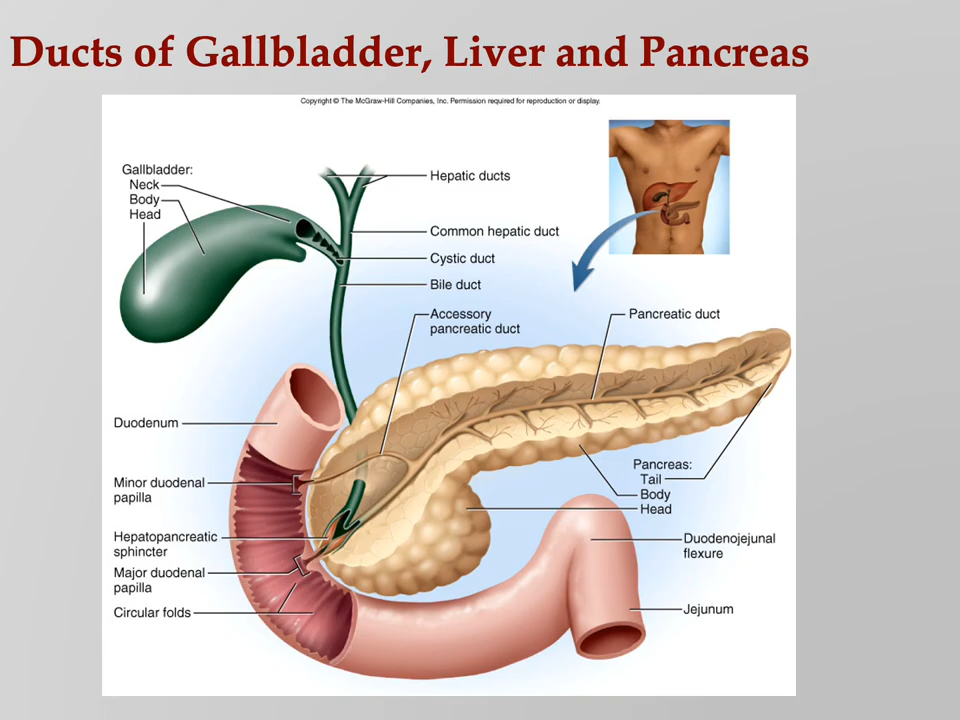 Ducts of Gallbladder, Liver and Pancreas
Copyright © The McGraw-Hill Companies, Inc. Permission required for reproduction or display.
Gallbladder:
Neck
Body
Head
Hepatic ducts
Common hepatic duct
Cystic duct
Bile duct
Accessory
pancreatic duct
Pancreatic duct
Duodenum
Minor duodenal
papilla
Hepatopancreatic
sphincter
Major duodenal
papilla
Circular folds
Pancreas:
Tail
Body
Head
Duodenojejunal
flexure
Jejunum